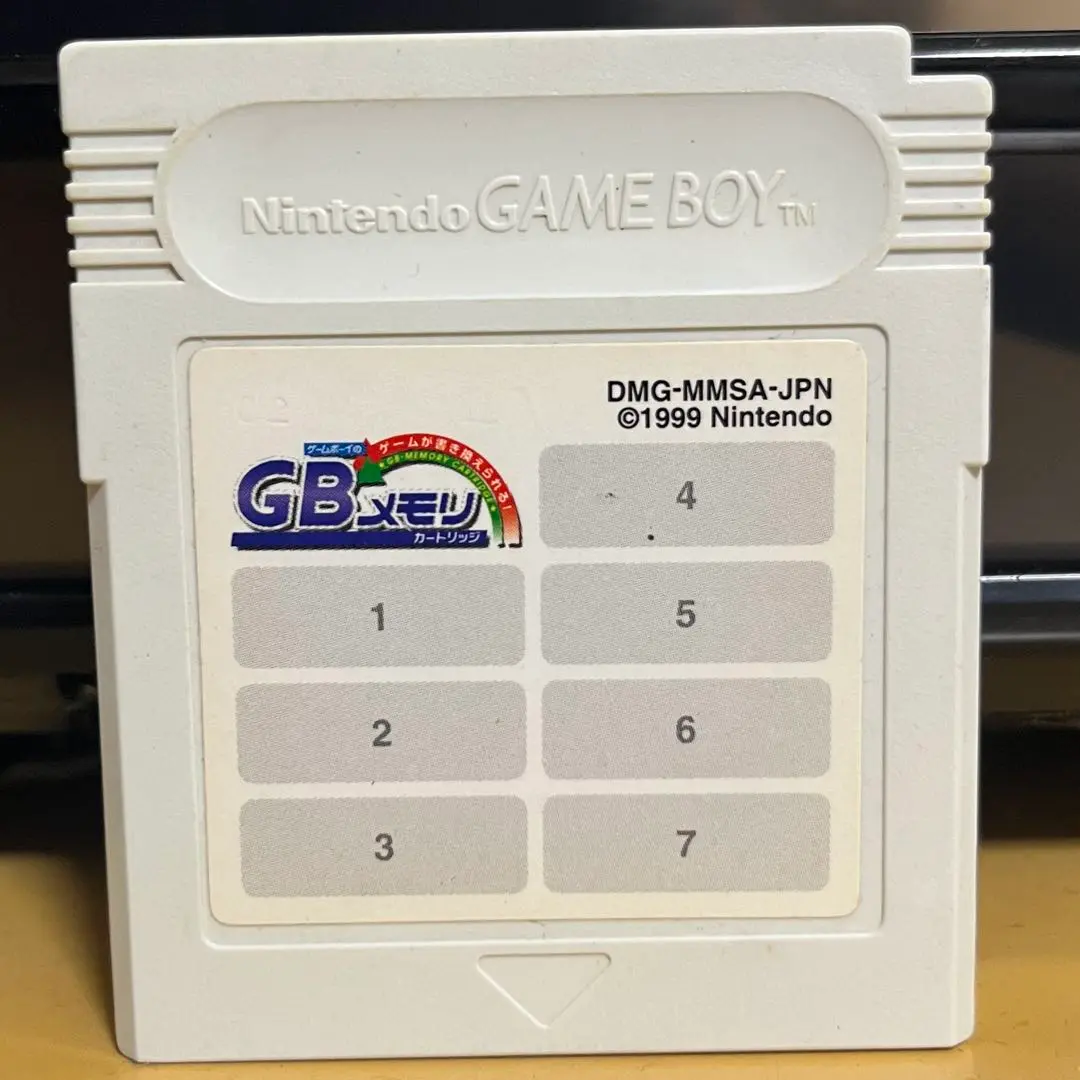 Nintendo GAME BOY TM
DMG-MMSA-JPN
©1999 Nintendo
ゲームボーイの
ゲームが書き換えられる!
GB-MEMORY CARTRIDGE
GBメモリ
カートリッジ
4
1
5
2
6
3
7